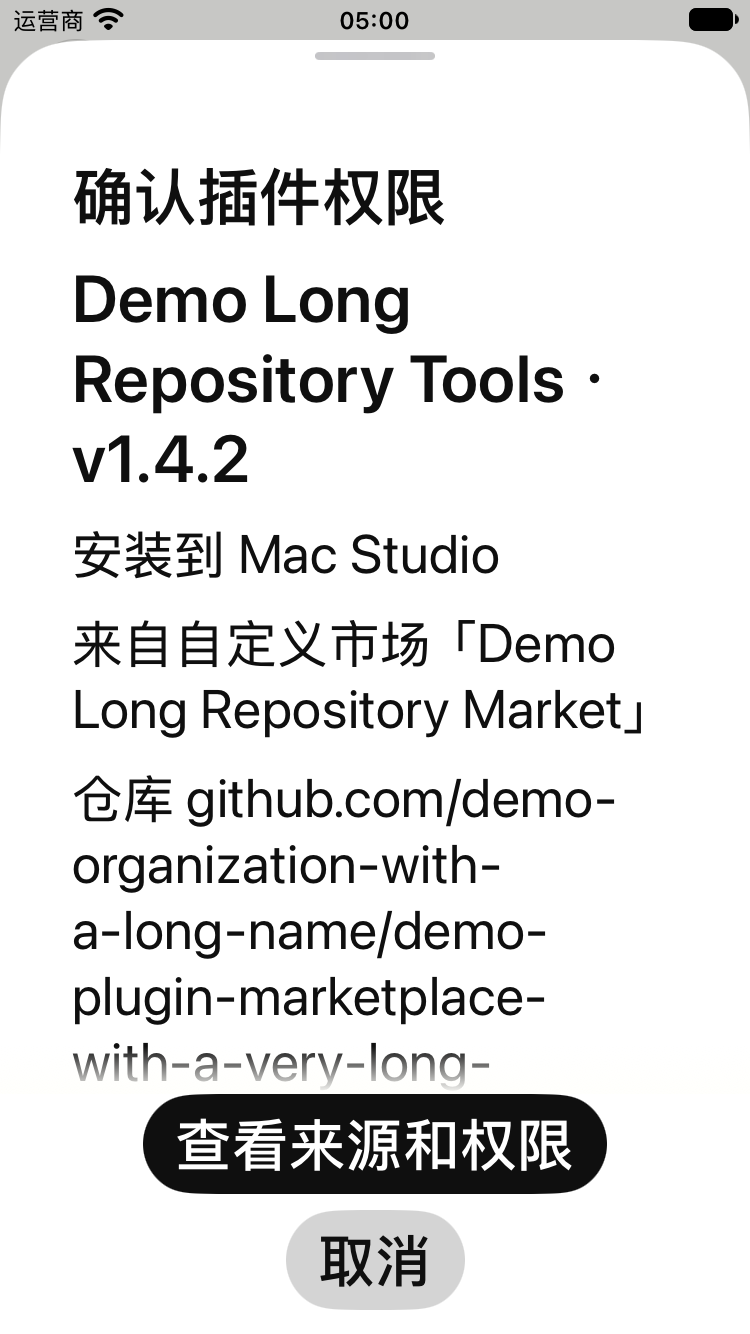 运营商
05:00
确认插件权限
Demo Long
Repository Tools ·
v1.4.2
安装到 Mac Studio
来自自定义市场「Demo
Long Repository Market」
仓库 github.com/demo-
organization-with-
a-long-name/demo-
plugin-marketplace-
with-a-very-long-
查看来源和权限
取消